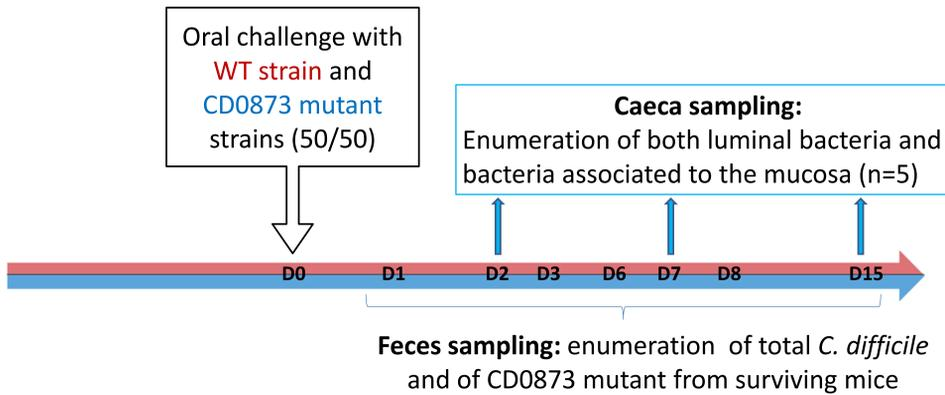 Oral challenge with
WT strain and
CD0873 mutant
strains (50/50)
Caeca sampling:
Enumeration of both luminal bacteria and
bacteria associated to the mucosa (n=5)
D0 D1 D2 D3 D6 D7 D8 D15
Feces sampling: enumeration of total C. difficile
and of CD0873 mutant from surviving mice